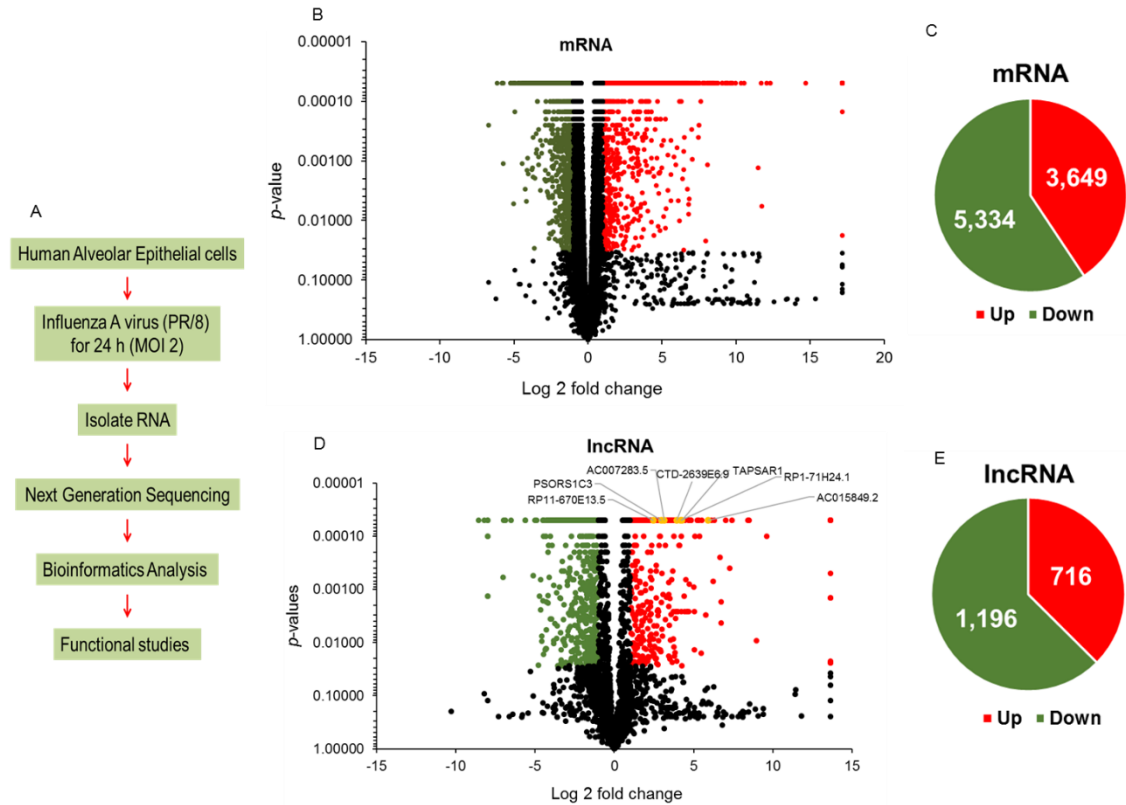 A
Human Alveolar Epithelial cells
Influenza A virus (PR/8)
for 24 h (MOI 2)
Isolate RNA
Next Generation Sequencing
Bioinformatics Analysis
Functional studies
B
mRNA
0.00001
0.00010
0.00100
0.01000
0.10000
1.00000
p-value
-15 -10 -5 0 5 10 15 20
Log 2 fold change
C
mRNA
3,649
5,334
Up Down
D
lncRNA
AC007283.5
CTD-2639E6.9
TAPSAR1
PSORS1C3
RP1-71H24.1
RP11-670E13.5
AC015849.2
0.00001
0.00010
0.00100
0.01000
0.10000
1.00000
p-values
-15 -10 -5 0 5 10 15
Log 2 fold change
E
lncRNA
716
1,196
Up Down